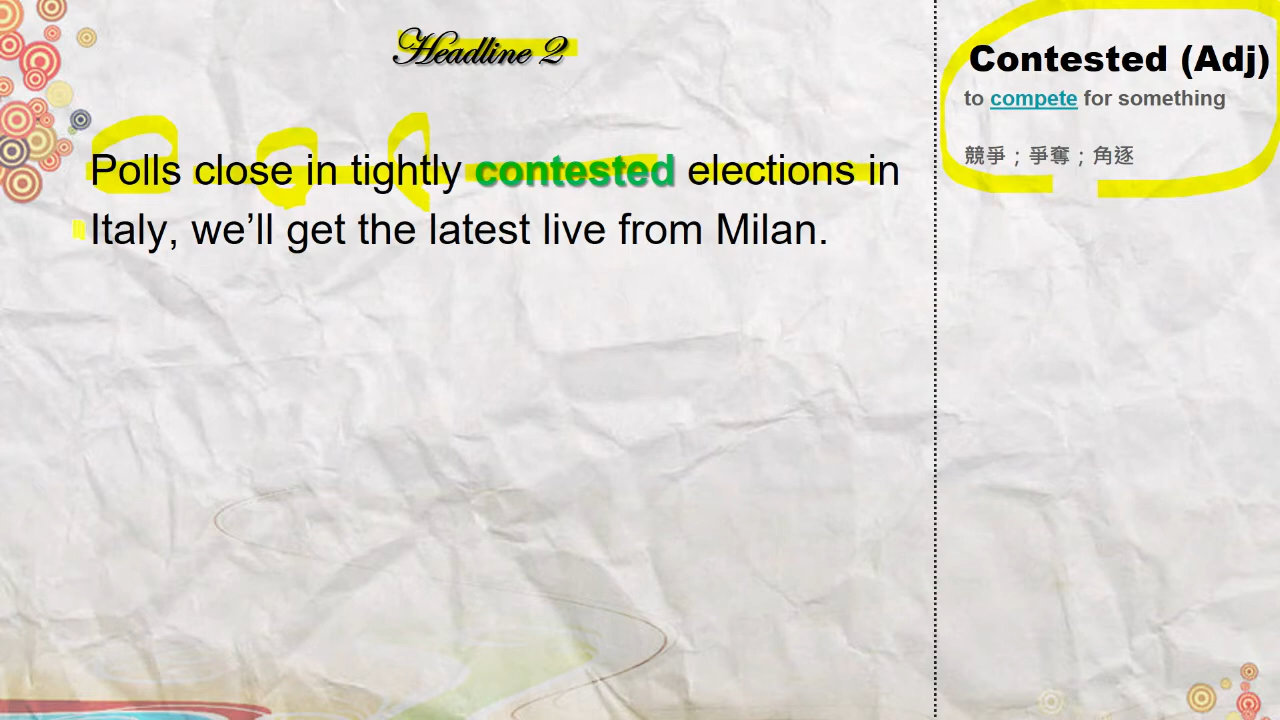 Headline 2
Polls close in tightly contested elections in
Italy, we’ll get the latest live from Milan.
Contested (Adj)
to compete for something
競爭；爭奪；角逐